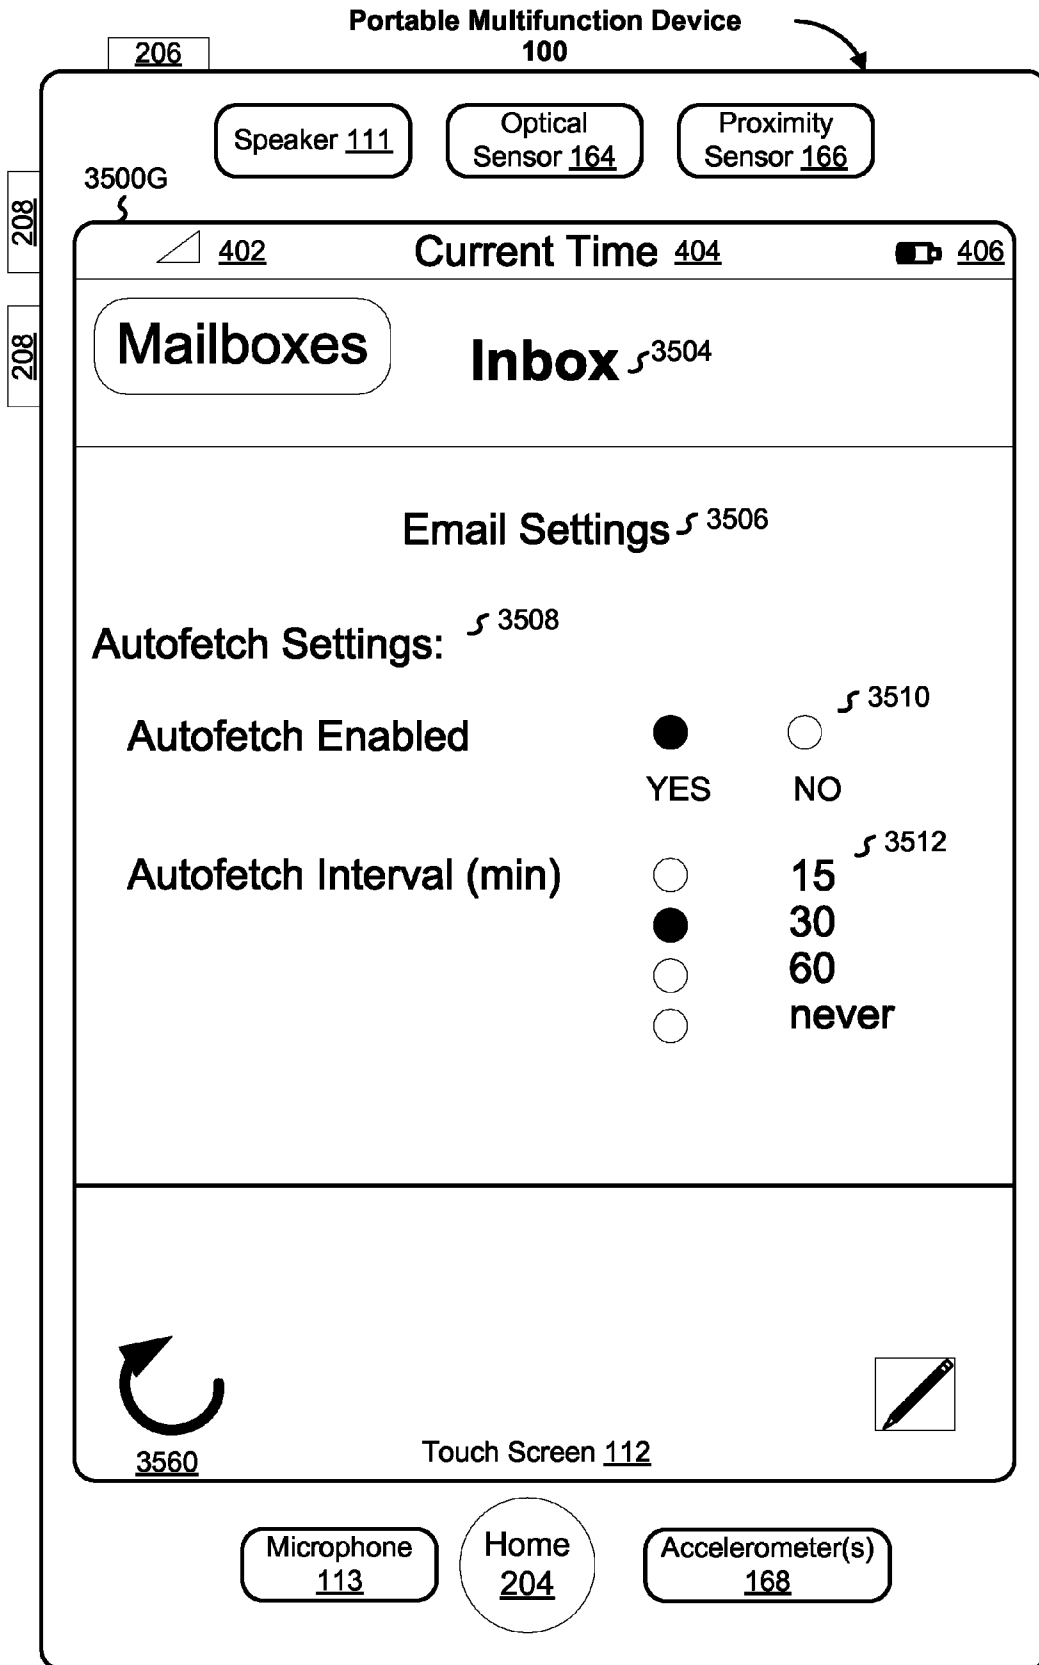 Portable Multifunction Device
100
206
Speaker 111
Optical
Sensor 164
Proximity
Sensor 166
3500G
208
208
402
Current Time 404
406
Mailboxes
Inbox 3504
Email Settings 3506
Autofetch Settings: 3508
Autofetch Enabled
3510
YES NO
Autofetch Interval (min)
3512
15
30
60
never
3560
Touch Screen 112
Microphone
113
Home
204
Accelerometer(s)
168